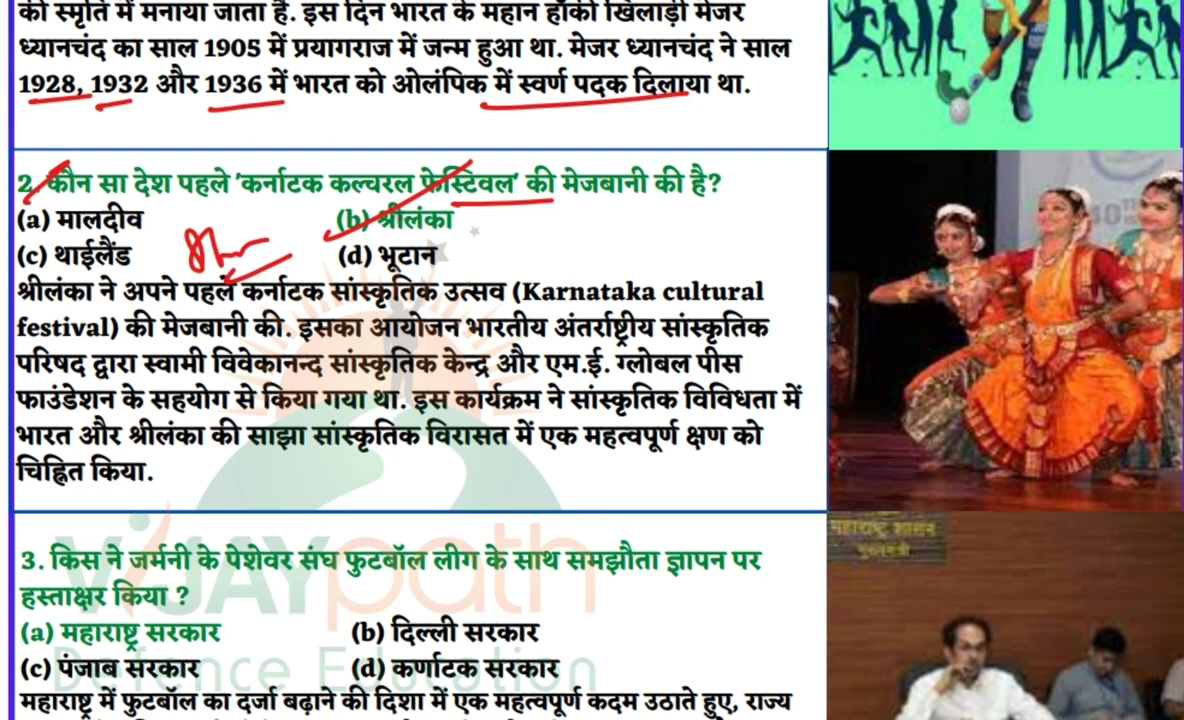 की स्मृति में मनाया जाता है. इस दिन भारत के महान हॉकी खिलाड़ी मेजर
ध्यानचंद का साल 1905 में प्रयागराज में जन्म हुआ था. मेजर ध्यानचंद ने साल
1928, 1932 और 1936 में भारत को ओलंपिक में स्वर्ण पदक दिलाया था.
2. कौन सा देश पहले 'कर्नाटक कल्चरल फेस्टिवल' की मेजबानी की है?
(a) मालदीव (b) श्रीलंका
(c) थाईलैंड (d) भूटान
श्रीलंका ने अपने पहले कर्नाटक सांस्कृतिक उत्सव (Karnataka cultural
festival) की मेजबानी की. इसका आयोजन भारतीय अंतर्राष्ट्रीय सांस्कृतिक
परिषद द्वारा स्वामी विवेकानन्द सांस्कृतिक केन्द्र और एम.ई. ग्लोबल पीस
फाउंडेशन के सहयोग से किया गया था. इस कार्यक्रम ने सांस्कृतिक विविधता में
भारत और श्रीलंका की साझा सांस्कृतिक विरासत में एक महत्वपूर्ण क्षण को
चिह्नित किया.
3. किस ने जर्मनी के पेशेवर संघ फुटबॉल लीग के साथ समझौता ज्ञापन पर
हस्ताक्षर किया ?
(a) महाराष्ट्र सरकार (b) दिल्ली सरकार
(c) पंजाब सरकार (d) कर्णाटक सरकार
महाराष्ट्र में फुटबॉल का दर्जा बढ़ाने की दिशा में एक महत्वपूर्ण कदम उठाते हुए, राज्य
VIJAYpath
Defence Education
महाराष्ट्र शासन